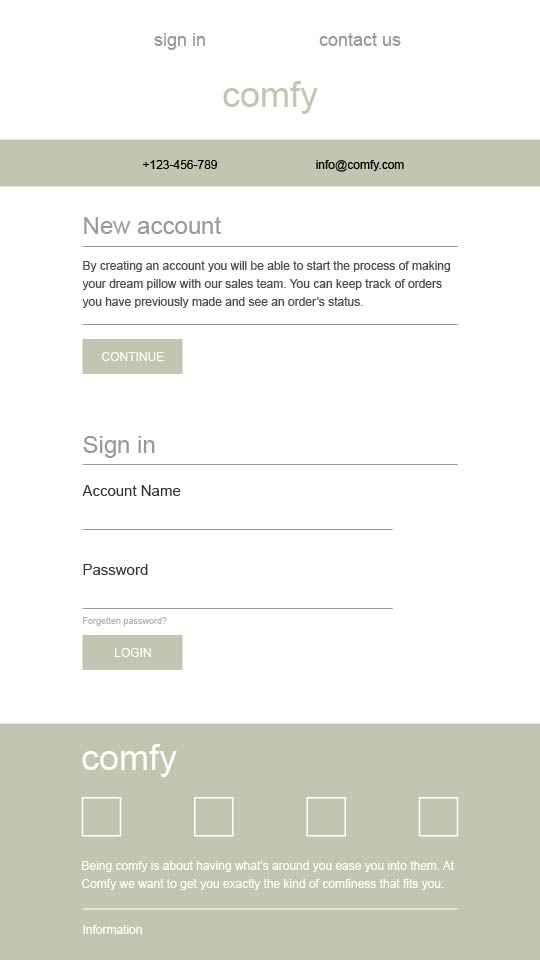 sign in contact us
comfy
+123-456-789 info@comfy.com
New account
By creating an account you will be able to start the process of making
your dream pillow with our sales team. You can keep track of orders
you have previously made and see an order’s status.
CONTINUE
Sign in
Account Name
Password
Forgetten password?
LOGIN
comfy
Being comfy is about having what’s around you ease you into them. At
Comfy we want to get you exactly the kind of comfiness that fits you.
Information